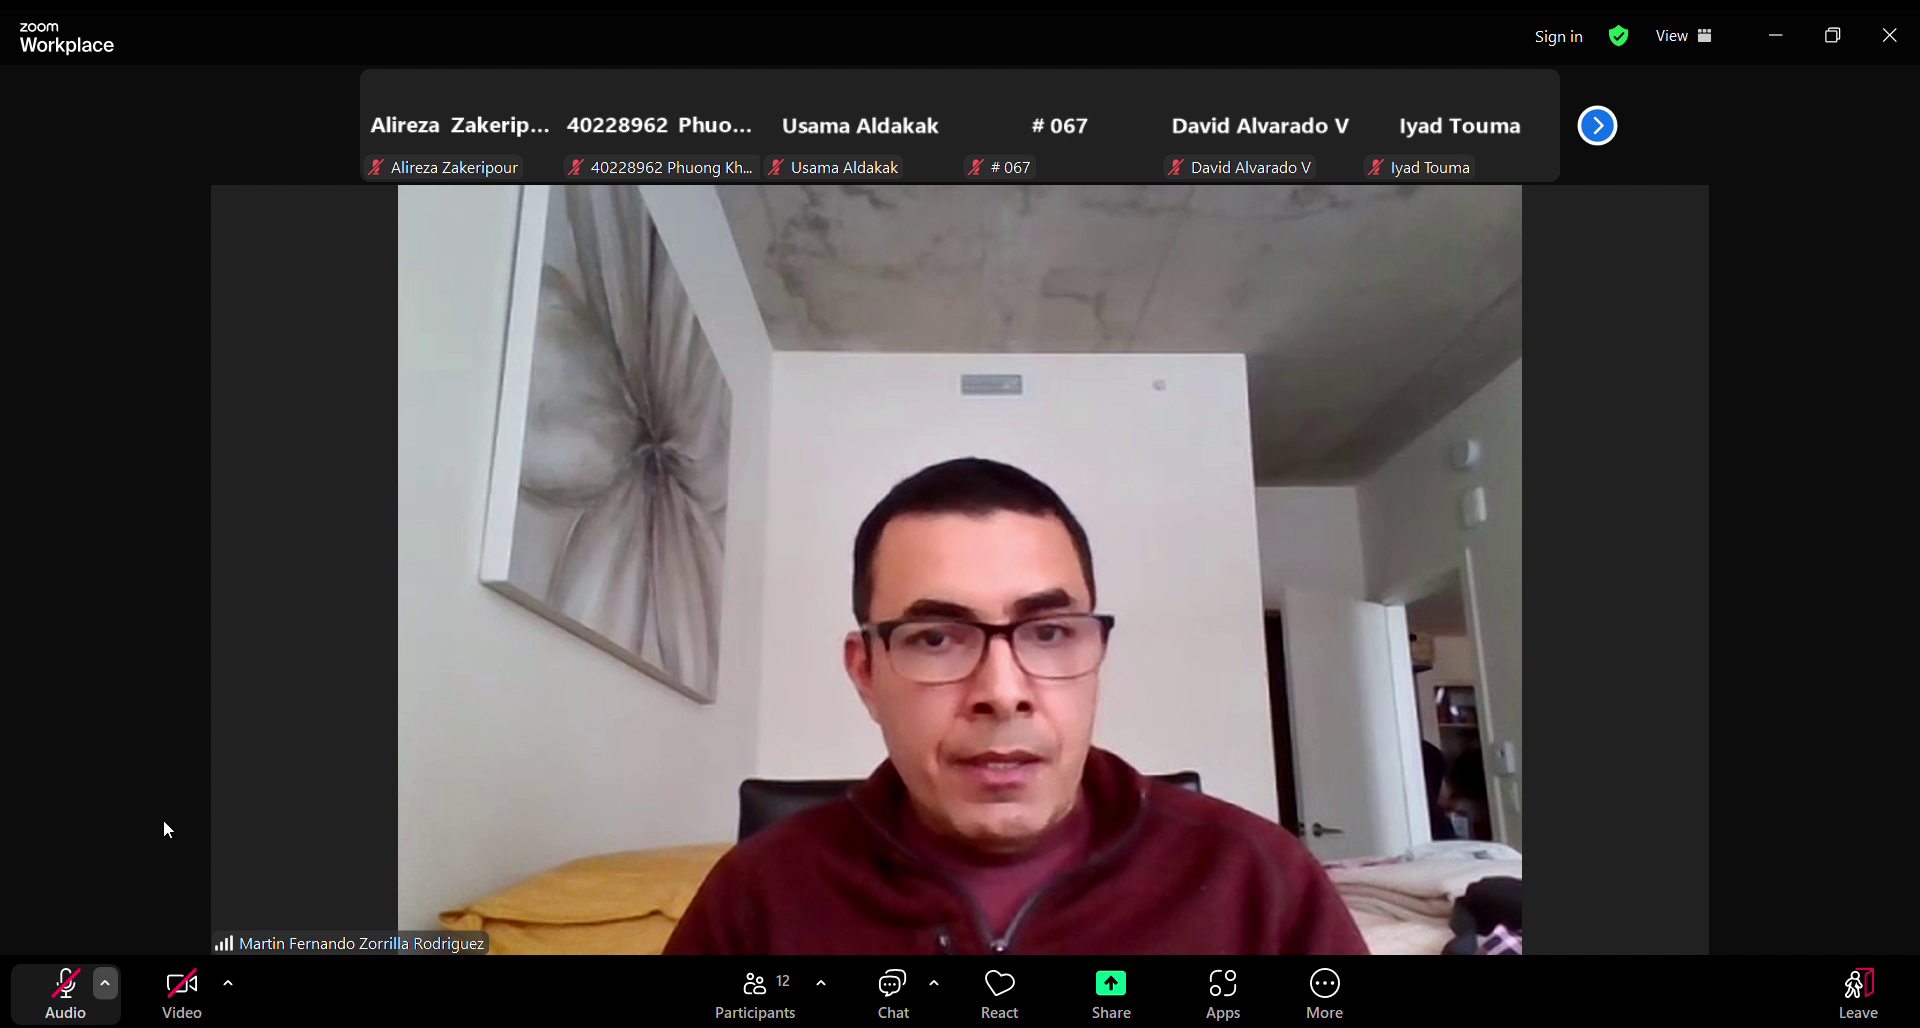 zoom
Workplace
Sign in
View
Alireza Zakerip... 40228962 Phuo... Usama Aldakak # 067 David Alvarado V Iyad Touma
Alireza Zakeripour 40228962 Phuong Kh... Usama Aldakak # 067 David Alvarado V Iyad Touma
Martin Fernando Zorrilla Rodriguez
12
Audio Video Participants Chat React Share Apps More Leave